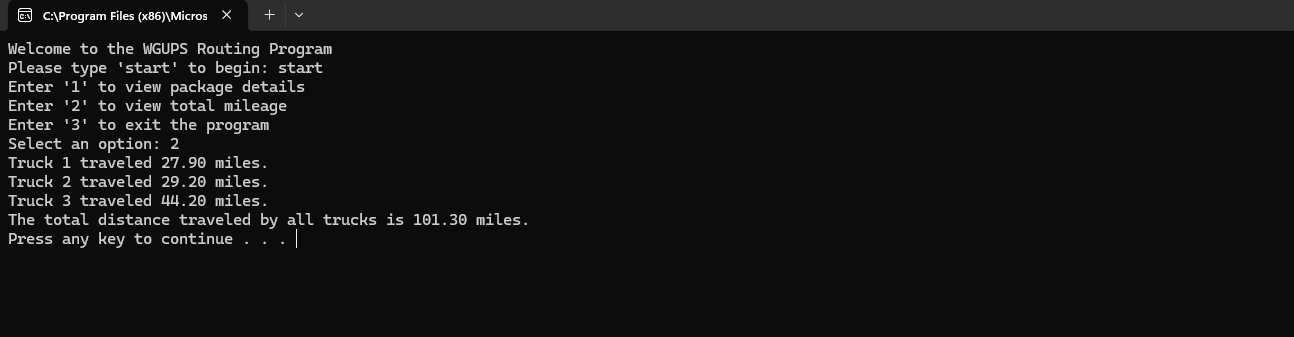 C:\Program Files (x86)\Micros
Welcome to the WGUPS Routing Program
Please type 'start' to begin: start
Enter '1' to view package details
Enter '2' to view total mileage
Enter '3' to exit the program
Select an option: 2
Truck 1 traveled 27.90 miles.
Truck 2 traveled 29.20 miles.
Truck 3 traveled 44.20 miles.
The total distance traveled by all trucks is 101.30 miles.
Press any key to continue . . .